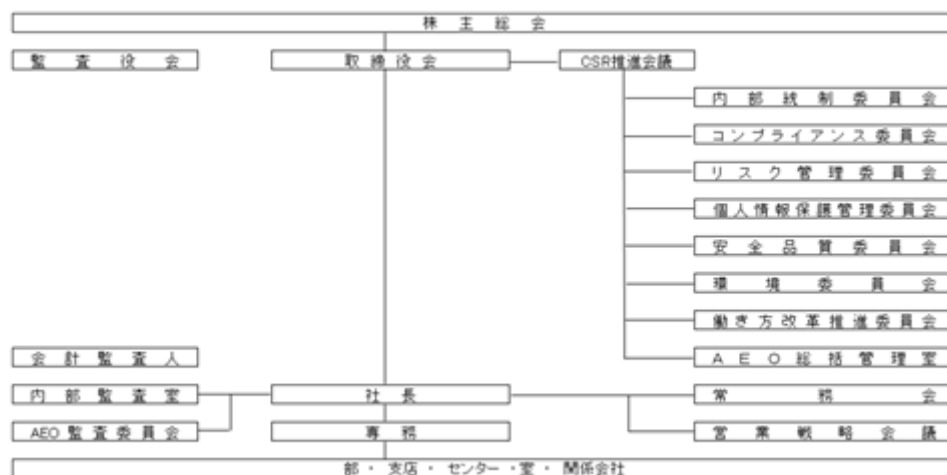 株主総会
監査役会
取締役会
CSR推進会議
内部統制委員会
コンプライアンス委員会
リスク管理委員会
個人情報保護管理委員会
安全品質委員会
環境委員会
働き方改革推進委員会
会計監査人
AEO総括管理室
内部監査室
社長
常務会
AEO監査委員会
専務
営業戦略会議
部・支店・センター・室・関係会社